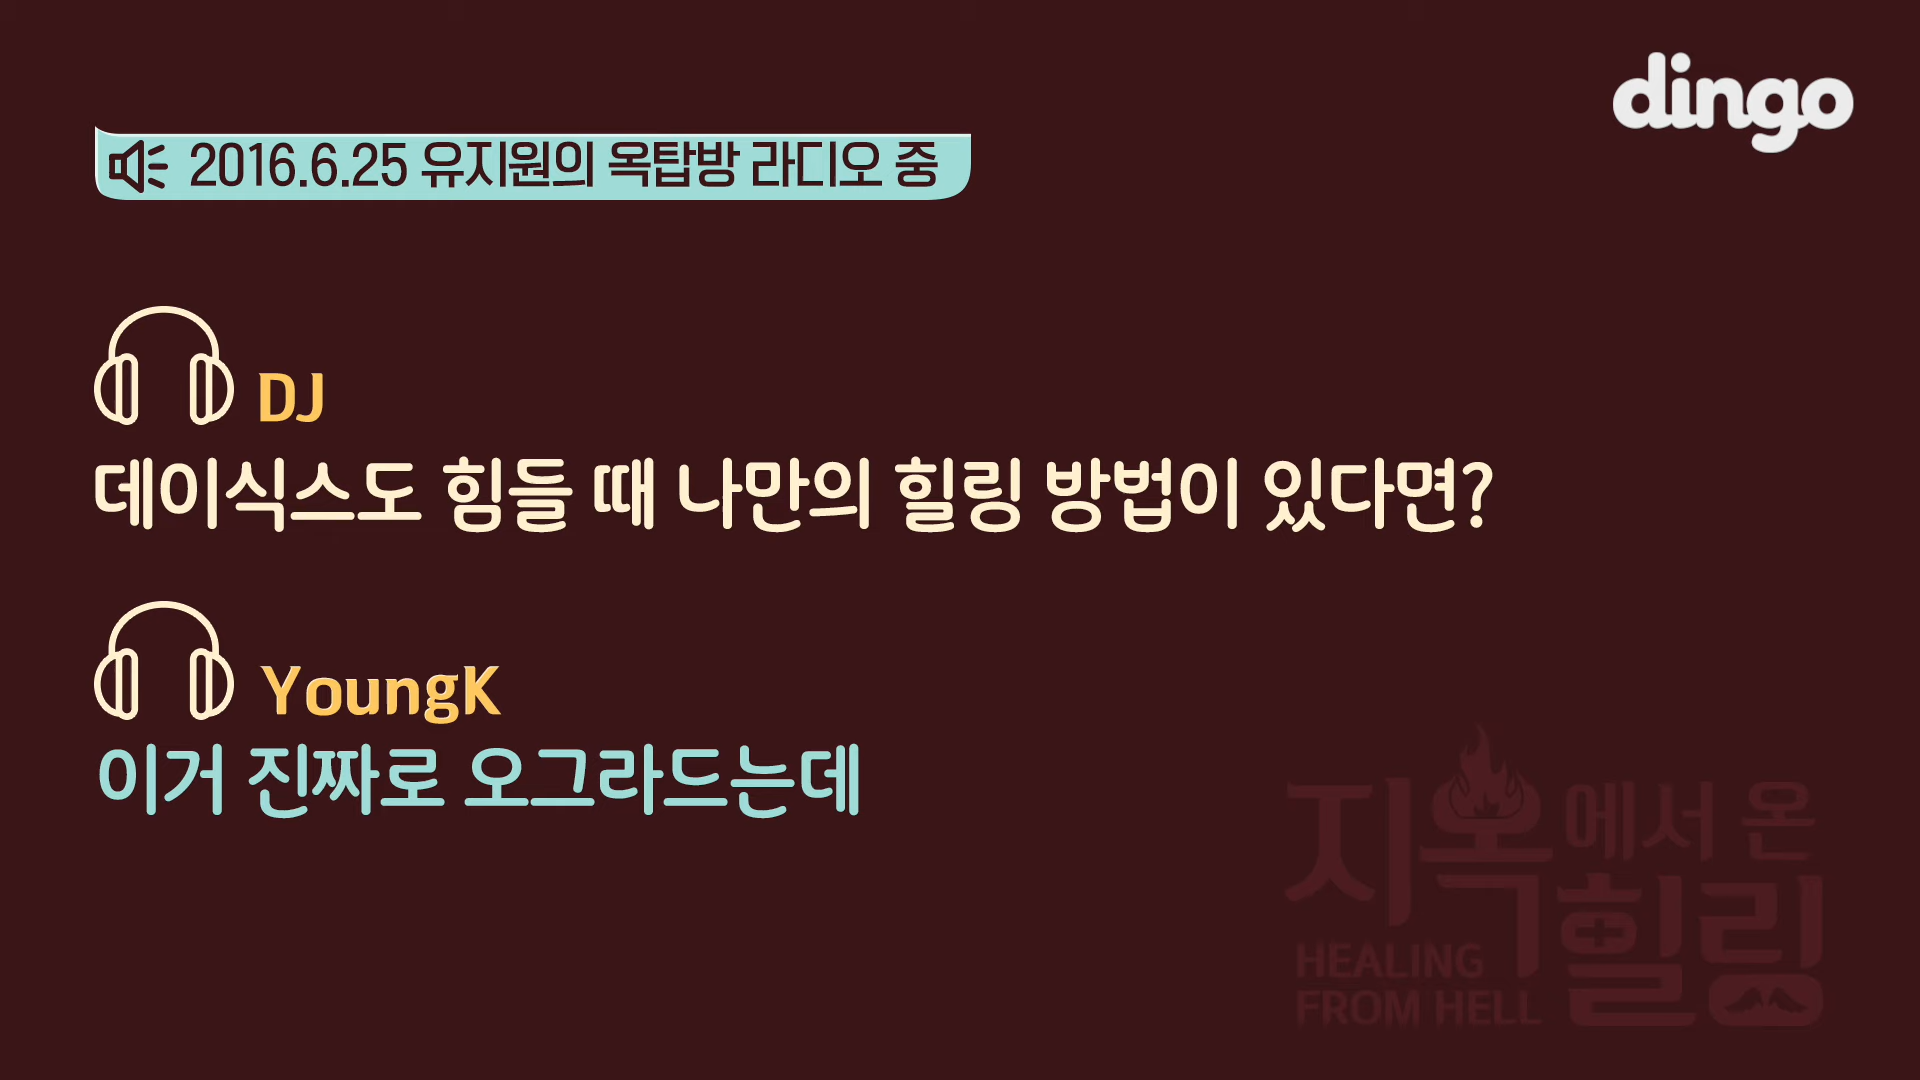 dingo
2016.6.25 유지원의 옥탑방 라디오 중
DJ
데이식스도 힘들 때 나만의 힐링 방법이 있다면?
YoungK
이거 진짜로 오그라드는데
지옥에서 온
힐링
HEALING
FROM HELL